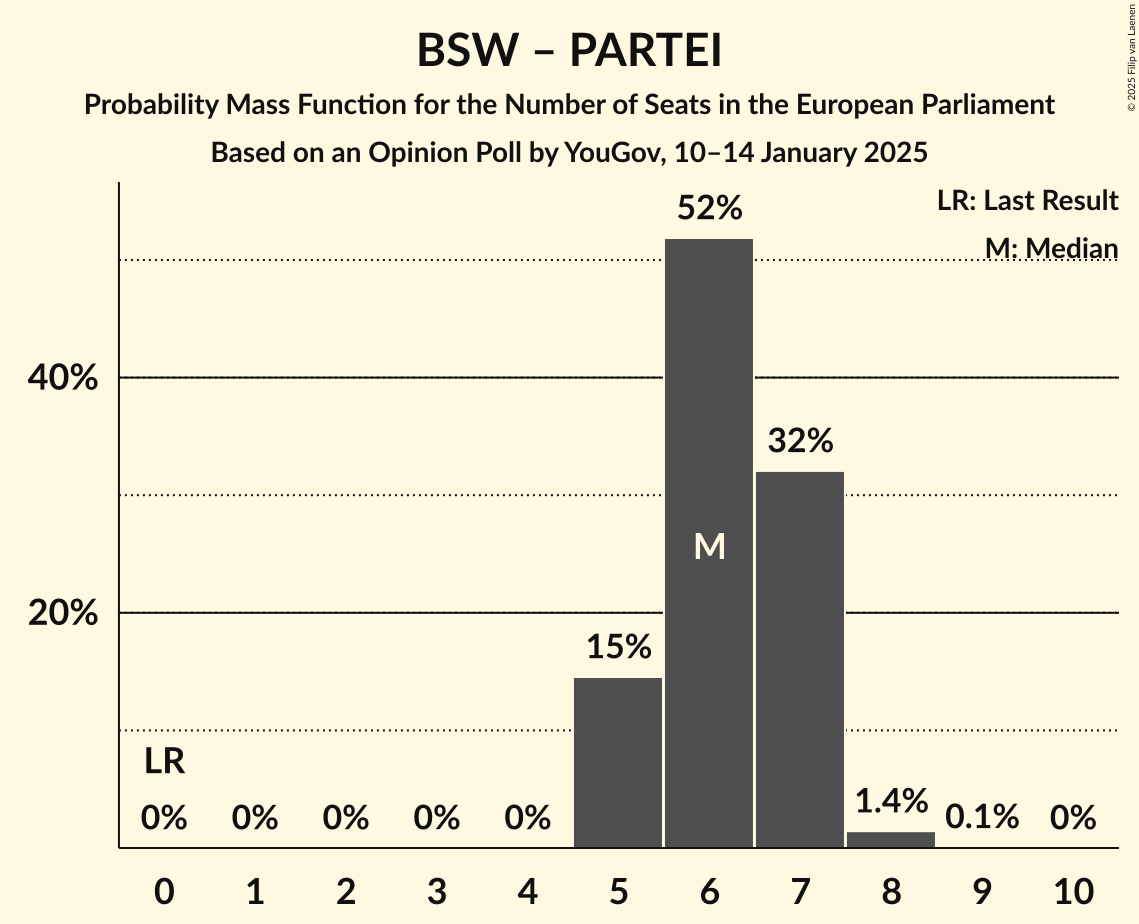 BSW – PARTEI
Probability Mass Function for the Number of Seats in the European Parliament
Based on an Opinion Poll by YouGov, 10–14 January 2025
© 2025 Filip van Laenen
LR: Last Result
M: Median
52%
40%
32%
M
20%
15%
LR
0% 0% 0% 0% 0% 1.4% 0.1% 0%
0 1 2 3 4 5 6 7 8 9 10